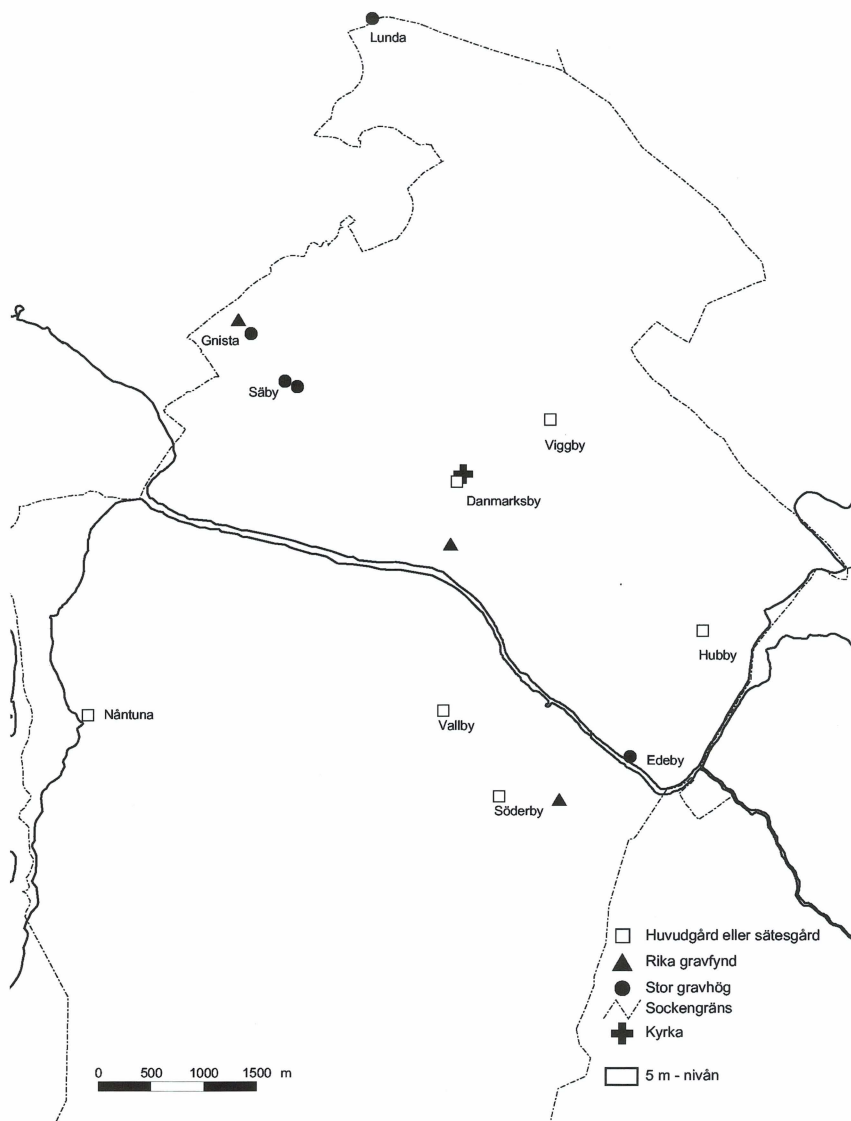 Lunda
Gnista
Säby
Viggby
Danmarksby
Hubby
Nåntuna
Vallby
Edeby
Söderby
Huvudgård eller sätesgård
Rika gravfynd
Stor gravhög
Sockengräns
Kyrka
5 m - nivån
0 500 1000 1500 m